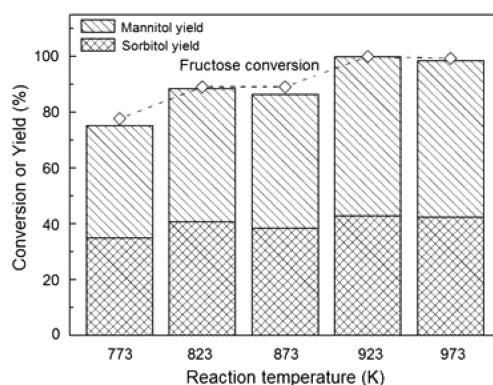 Mannitol yield
Sorbitol yield
Fructose conversion
100
80
60
40
20
0
Conversion or Yield (%)
773 823 873 923 973
Reaction temperature (K)